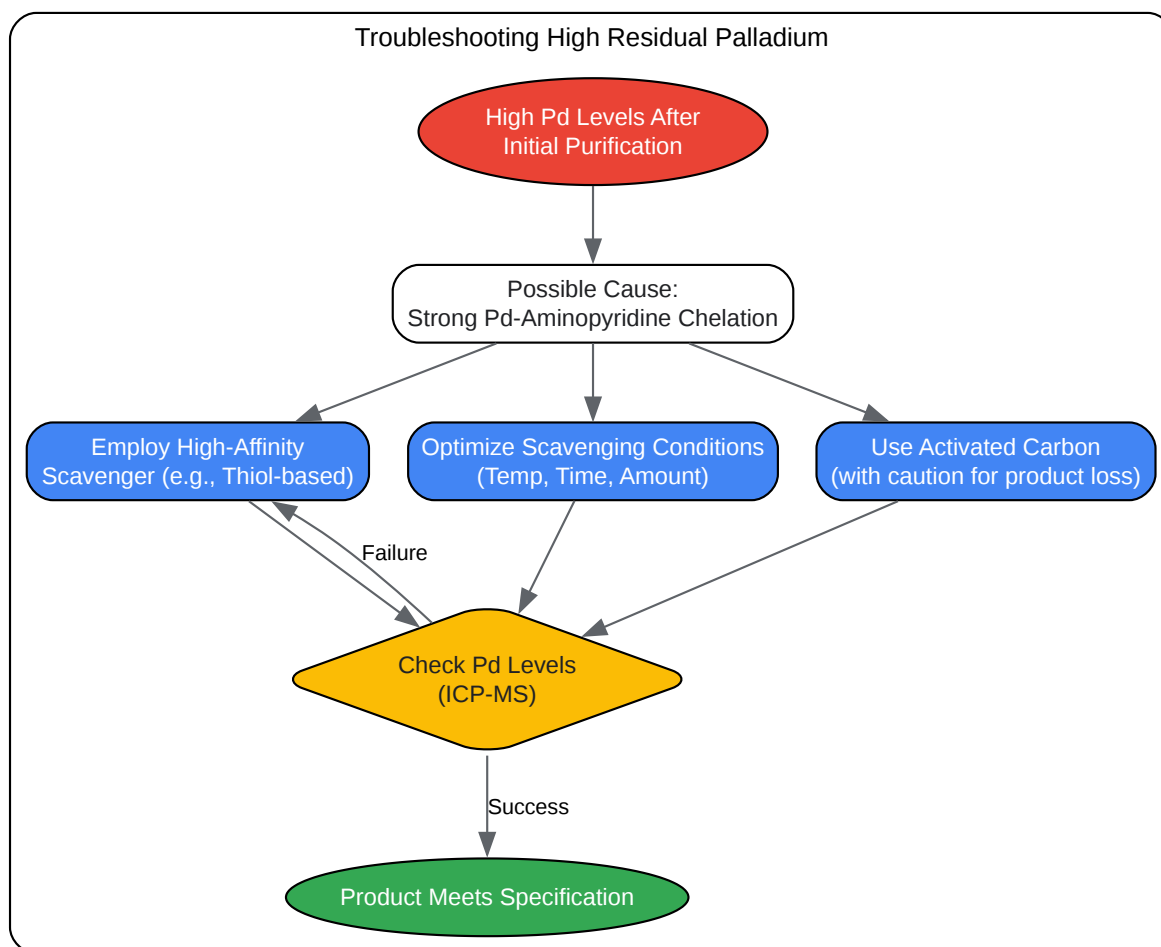 Troubleshooting High Residual Palladium
High Pd Levels After
Initial Purification
Possible Cause:
Strong Pd-Aminopyridine Chelation
Employ High-Affinity
Scavenger (e.g., Thiol-based)
Optimize Scavenging Conditions
(Temp, Time, Amount)
Use Activated Carbon
(with caution for product loss)
Failure
Check Pd Levels
(ICP-MS)
Success
Product Meets Specification